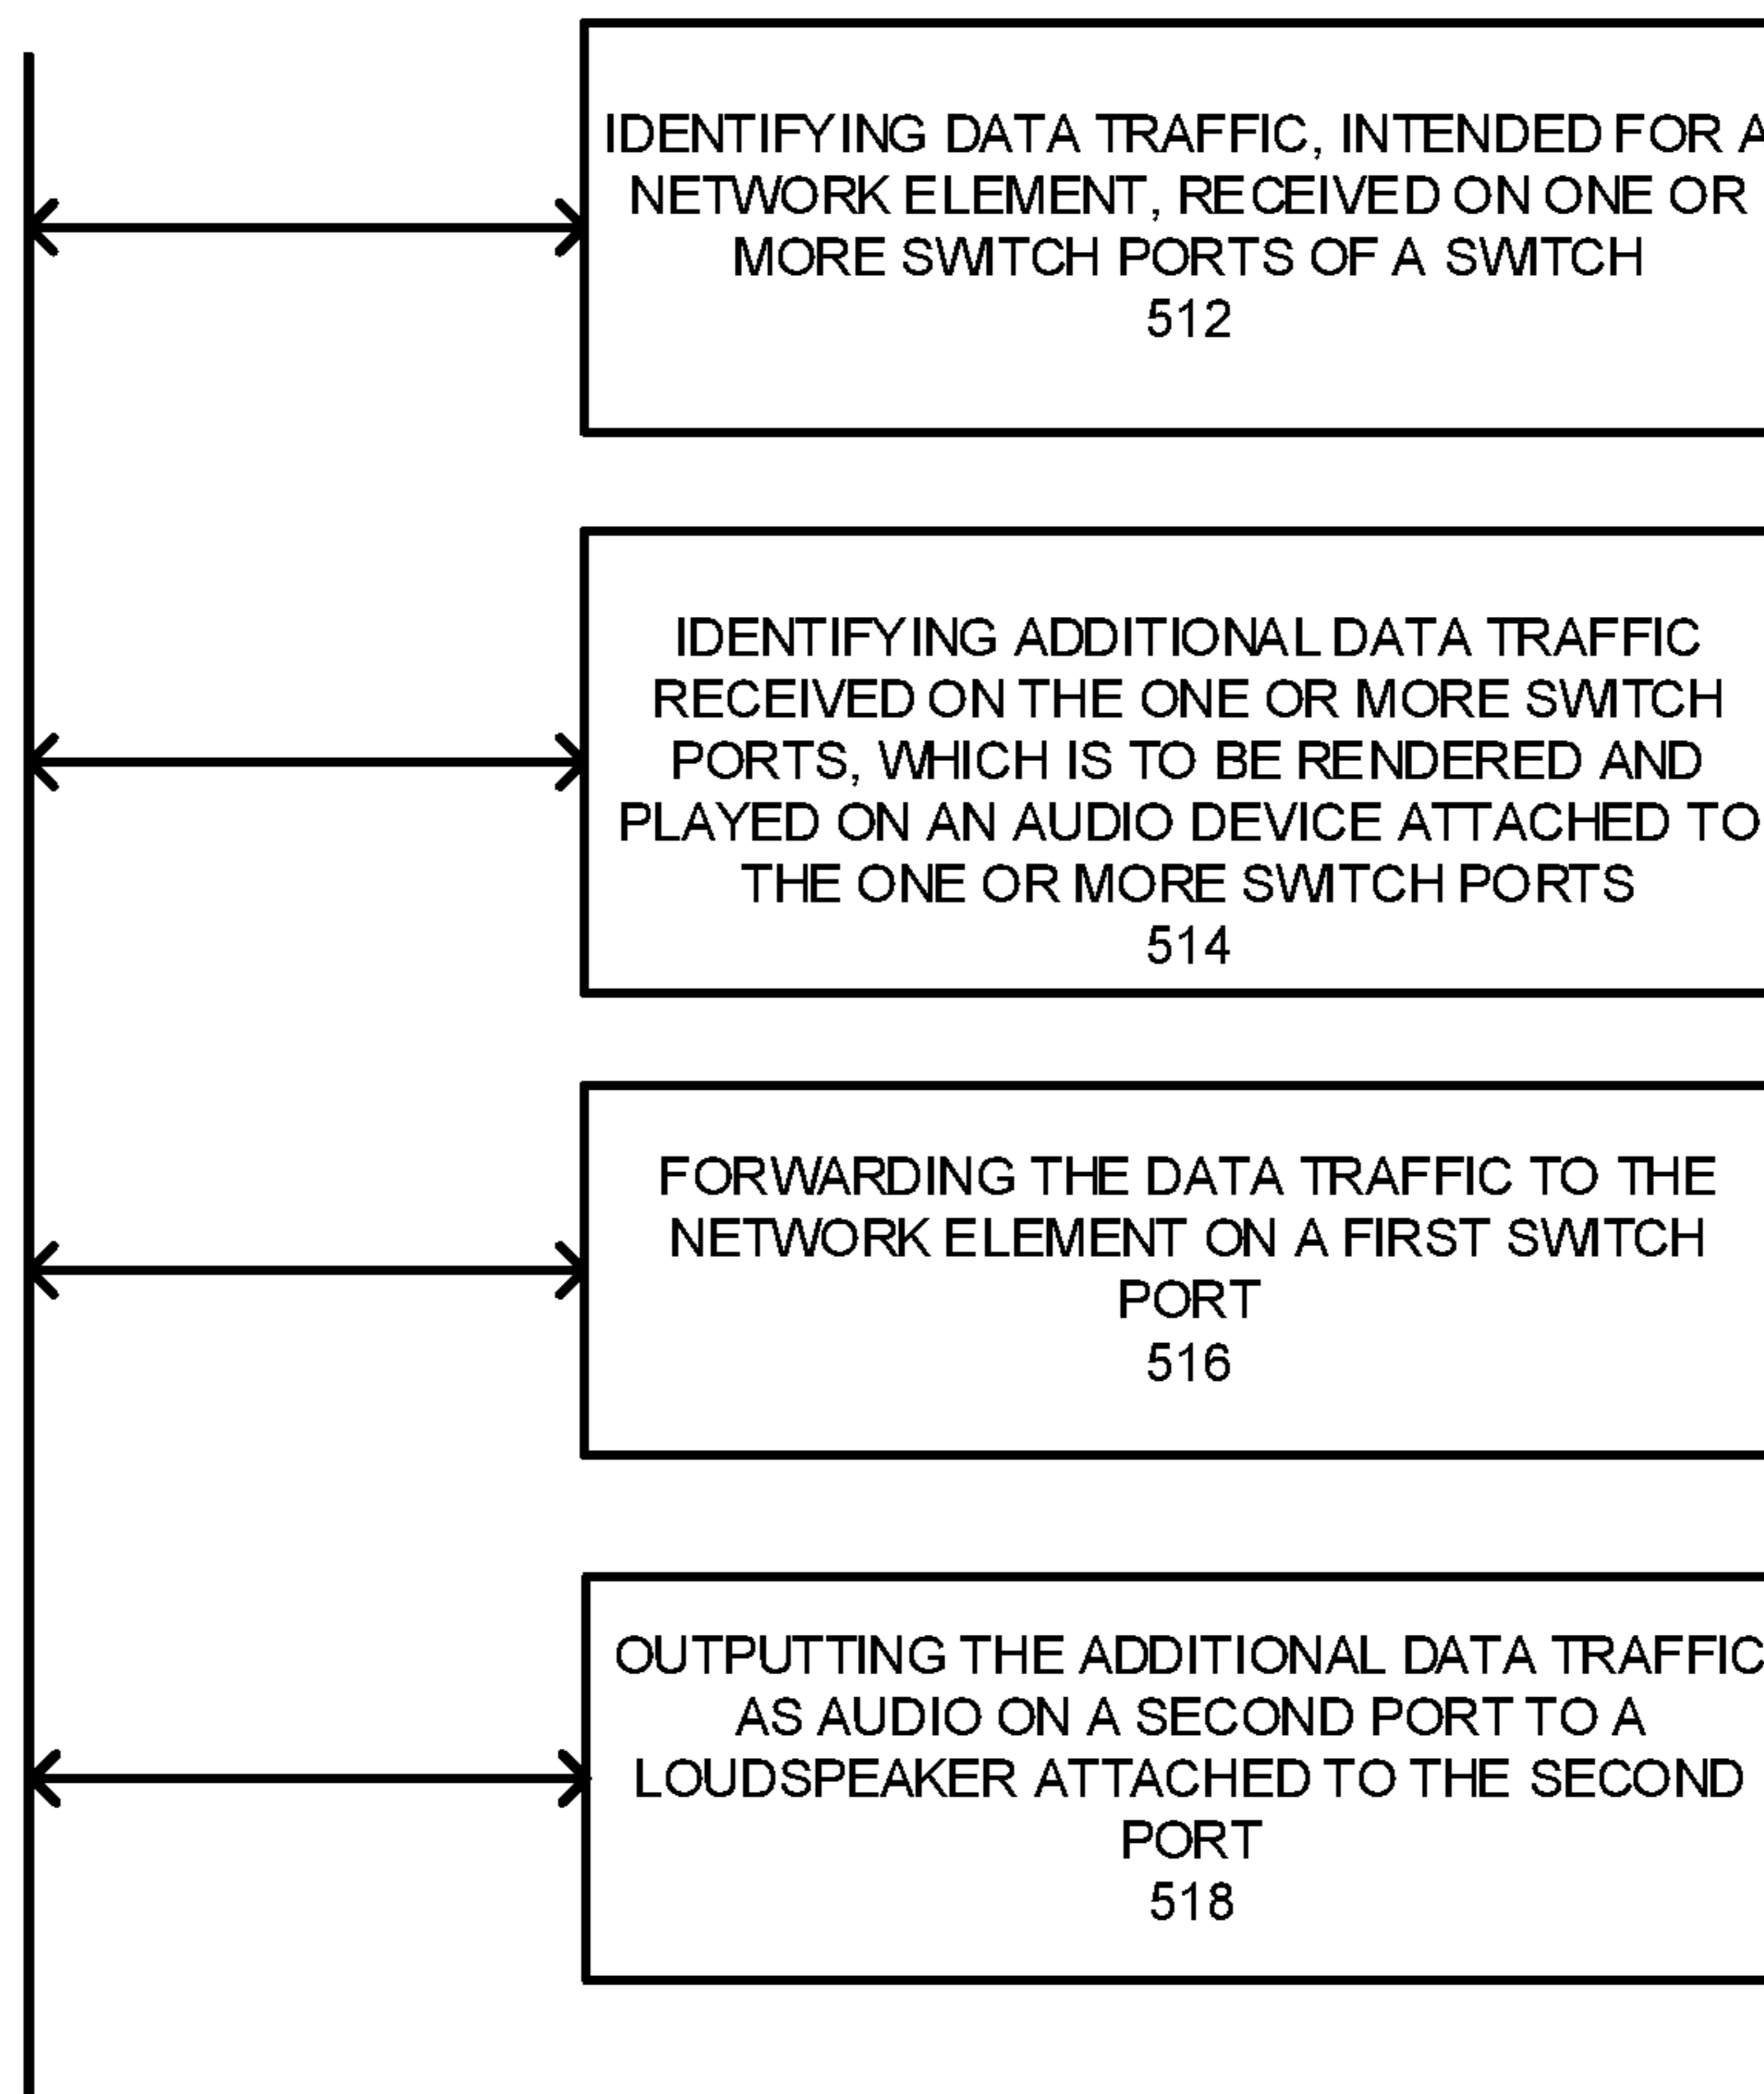 IDENTIFYING DATA TRAFFIC, INTENDED FOR A
NETWORK ELEMENT, RECEIVED ON ONE OR
MORE SWITCH PORTS OF A SWITCH
512
IDENTIFYING ADDITIONAL DATA TRAFFIC
RECEIVED ON THE ONE OR MORE SWITCH
PORTS, WHICH IS TO BE RENDERED AND
PLAYED ON AN AUDIO DEVICE ATTACHED TO
THE ONE OR MORE SWITCH PORTS
514
FORWARDING THE DATA TRAFFIC TO THE
NETWORK ELEMENT ON A FIRST SWITCH
PORT
516
OUTPUTTING THE ADDITIONAL DATA TRAFFIC
AS AUDIO ON A SECOND PORT TO A
LOUDSPEAKER ATTACHED TO THE SECOND
PORT
518